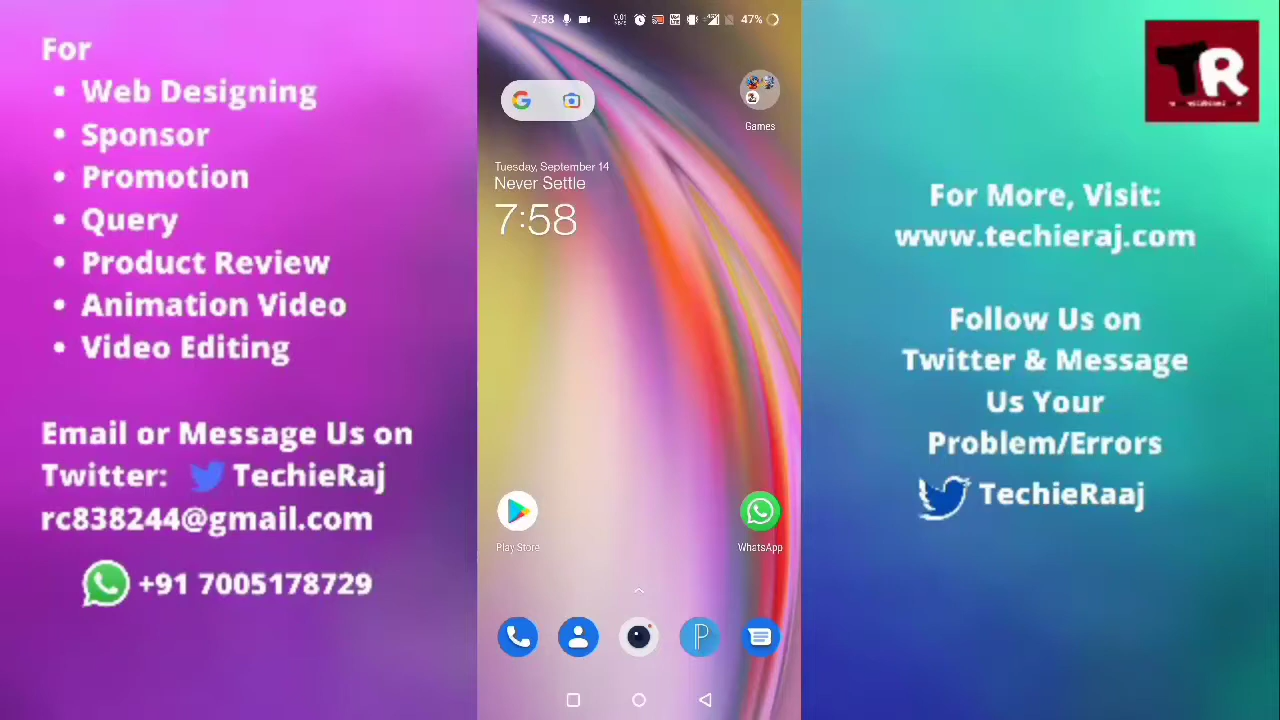 For
• Web Designing
• Sponsor
• Promotion
• Query
• Product Review
• Animation Video
• Video Editing
Email or Message Us on
Twitter: TechieRaj
rc838244@gmail.com
+91 7005178729
7:58
47%
Games
Tuesday, September 14
Never Settle
7:58
Play Store
WhatsApp
TR
For More, Visit:
www.techieraj.com
Follow Us on
Twitter & Message
Us Your
Problem/Errors
TechieRaaj